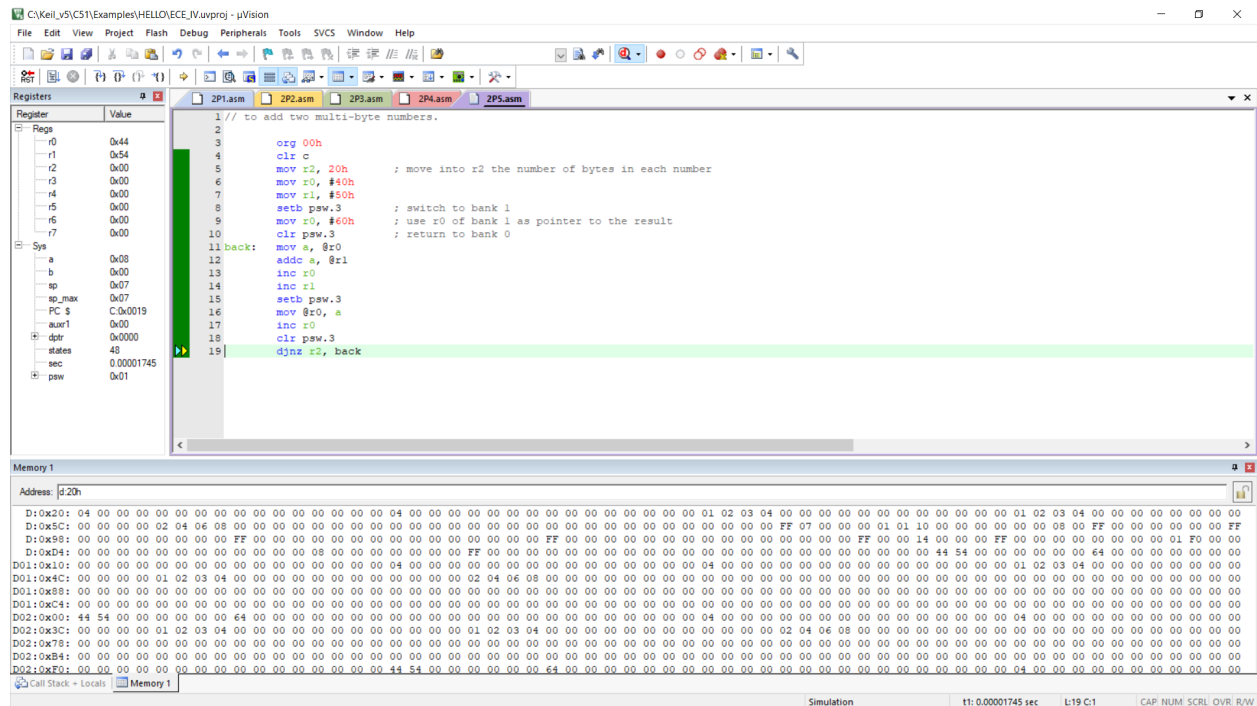 C:\Keil_v5\C51\Examples\HELLO\ECE_IV.uvproj - µVision
File Edit View Project Flash Debug Peripherals Tools SVCS Window Help
Registers
2P1.asm 2P2.asm 2P3.asm 2P4.asm 2P5.asm
Register Value
Regs
r0 0x44
r1 0x54
r2 0x00
r3 0x00
r4 0x00
r5 0x00
r6 0x00
r7 0x00
Sys
a 0x08
b 0x00
sp 0x07
sp_max 0x07
PC $ C:0x0019
auxr1 0x00
dptr 0x0000
states 48
sec 0.00001745
psw 0x01
1 // to add two multi-byte numbers.
2
3 org 00h
4 clr c
5 mov r2, 20h ; move into r2 the number of bytes in each number
6 mov r0, #40h
7 mov r1, #50h
8 setb psw.3 ; switch to bank 1
9 mov r0, #60h ; use r0 of bank 1 as pointer to the result
10 clr psw.3 ; return to bank 0
11 back: mov a, @r0
12 addc a, @r1
13 inc r0
14 inc r1
15 setb psw.3
16 mov @r0, a
17 inc r0
18 clr psw.3
19 djnz r2, back
Memory 1
Address: d:20h
D:0x20: 04 00 00 00 00 00 00 00 00 00 00 00 00 00 00 00 04 00 00 00 00 00 00 00 00 00 00 00 00 00 00 00 01 02 03 04 00 00 00 00 00 00 00 00 00 00 00 00 01 02 03 04 00 00 00 00 00 00 00 00
D:0x5C: 00 00 00 00 02 04 06 08 00 00 00 00 00 00 00 00 00 00 00 00 00 00 00 00 00 00 00 00 00 00 00 00 00 00 00 00 FF 07 00 00 00 01 01 10 00 00 00 00 00 00 08 00 FF 00 00 00 00 00 00 FF
D:0x98: 00 00 00 00 00 00 00 00 FF 00 00 00 00 00 00 00 00 00 00 00 00 00 00 00 FF 00 00 00 00 00 00 00 00 00 00 00 00 00 00 00 FF 00 00 14 00 00 00 FF 00 00 00 00 00 00 00 00 01 F0 00 00
D:0xD4: 00 00 00 00 00 00 00 00 00 00 00 00 08 00 00 00 00 00 00 00 FF 00 00 00 00 00 00 00 00 00 00 00 00 00 00 00 00 00 00 00 00 00 00 00 44 54 00 00 00 00 00 00 64 00 00 00 00 00 00 00
D01:0x10: 00 00 00 00 00 00 00 00 00 00 00 00 00 00 00 00 04 00 00 00 00 00 00 00 00 00 00 00 00 00 00 00 04 00 00 00 00 00 00 00 00 00 00 00 00 00 00 00 01 02 03 04 00 00 00 00 00 00 00 00
D01:0x4C: 00 00 00 00 01 02 03 04 00 00 00 00 00 00 00 00 00 00 00 00 02 04 06 08 00 00 00 00 00 00 00 00 00 00 00 00 00 00 00 00 00 00 00 00 00 00 00 00 00 00 00 00 00 00 00 00 00 00 00 00
D01:0x88: 00 00 00 00 00 00 00 00 00 00 00 00 00 00 00 00 00 00 00 00 00 00 00 00 00 00 00 00 00 00 00 00 00 00 00 00 00 00 00 00 00 00 00 00 00 00 00 00 00 00 00 00 00 00 00 00 00 00 00 00
D01:0xC4: 00 00 00 00 00 00 00 00 00 00 00 00 00 00 00 00 00 00 00 00 00 00 00 00 00 00 00 00 00 00 00 00 00 00 00 00 00 00 00 00 00 00 00 00 00 00 00 00 00 00 00 00 00 00 00 00 00 00 00 00
D02:0x00: 44 54 00 00 00 00 00 00 64 00 00 00 00 00 00 00 00 00 00 00 00 00 00 00 00 00 00 00 00 00 00 00 04 00 00 00 00 00 00 00 00 00 00 00 00 00 00 00 04 00 00 00 00 00 00 00 00 00 00 00
D02:0x3C: 00 00 00 00 01 02 03 04 00 00 00 00 00 00 00 00 00 00 00 00 01 02 03 04 00 00 00 00 00 00 00 00 00 00 00 00 02 04 06 08 00 00 00 00 00 00 00 00 00 00 00 00 00 00 00 00 00 00 00 00
D02:0x78: 00 00 00 00 00 00 00 00 00 00 00 00 00 00 00 00 00 00 00 00 00 00 00 00 00 00 00 00 00 00 00 00 00 00 00 00 00 00 00 00 00 00 00 00 00 00 00 00 00 00 00 00 00 00 00 00 00 00 00 00
D02:0xB4: 00 00 00 00 00 00 00 00 00 00 00 00 00 00 00 00 00 00 00 00 00 00 00 00 00 00 00 00 00 00 00 00 00 00 00 00 00 00 00 00 00 00 00 00 00 00 00 00 00 00 00 00 00 00 00 00 00 00 00 00
D02:0xF0: 00 00 00 00 00 00 00 00 00 00 00 00 00 00 00 00 44 54 00 00 00 00 00 00 64 00 00 00 00 00 00 00 00 00 00 00 00 00 00 00 00 00 00 00 00 00 00 00 04 00 00 00 00 00 00 00 00 00 00 00
Call Stack + Locals Memory 1
Simulation t1: 0.00001745 sec L:19 C:1 CAP NUM SCRL OVR R/W